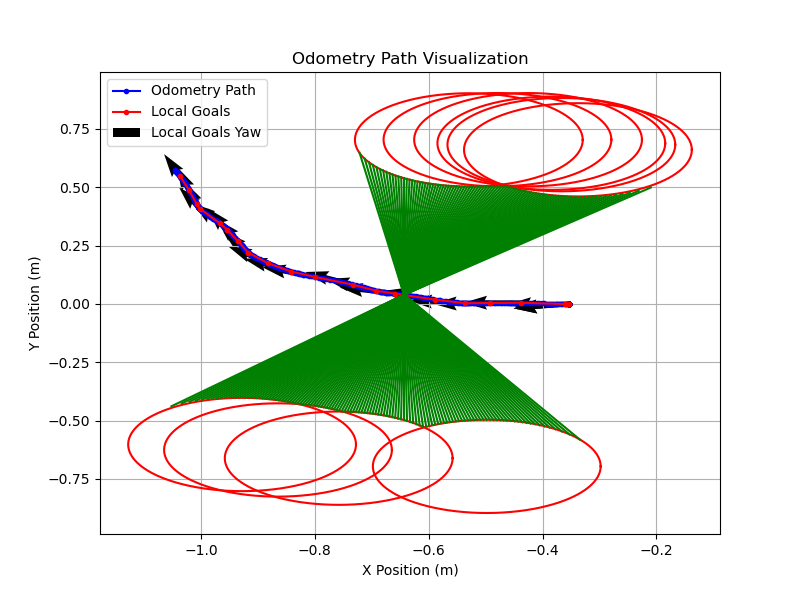 Odometry Path Visualization
Odometry Path
Local Goals
Local Goals Yaw
Y Position (m)
0.75
0.50
0.25
0.00
−0.25
−0.50
−0.75
−1.0
−0.8
−0.6
−0.4
−0.2
X Position (m)